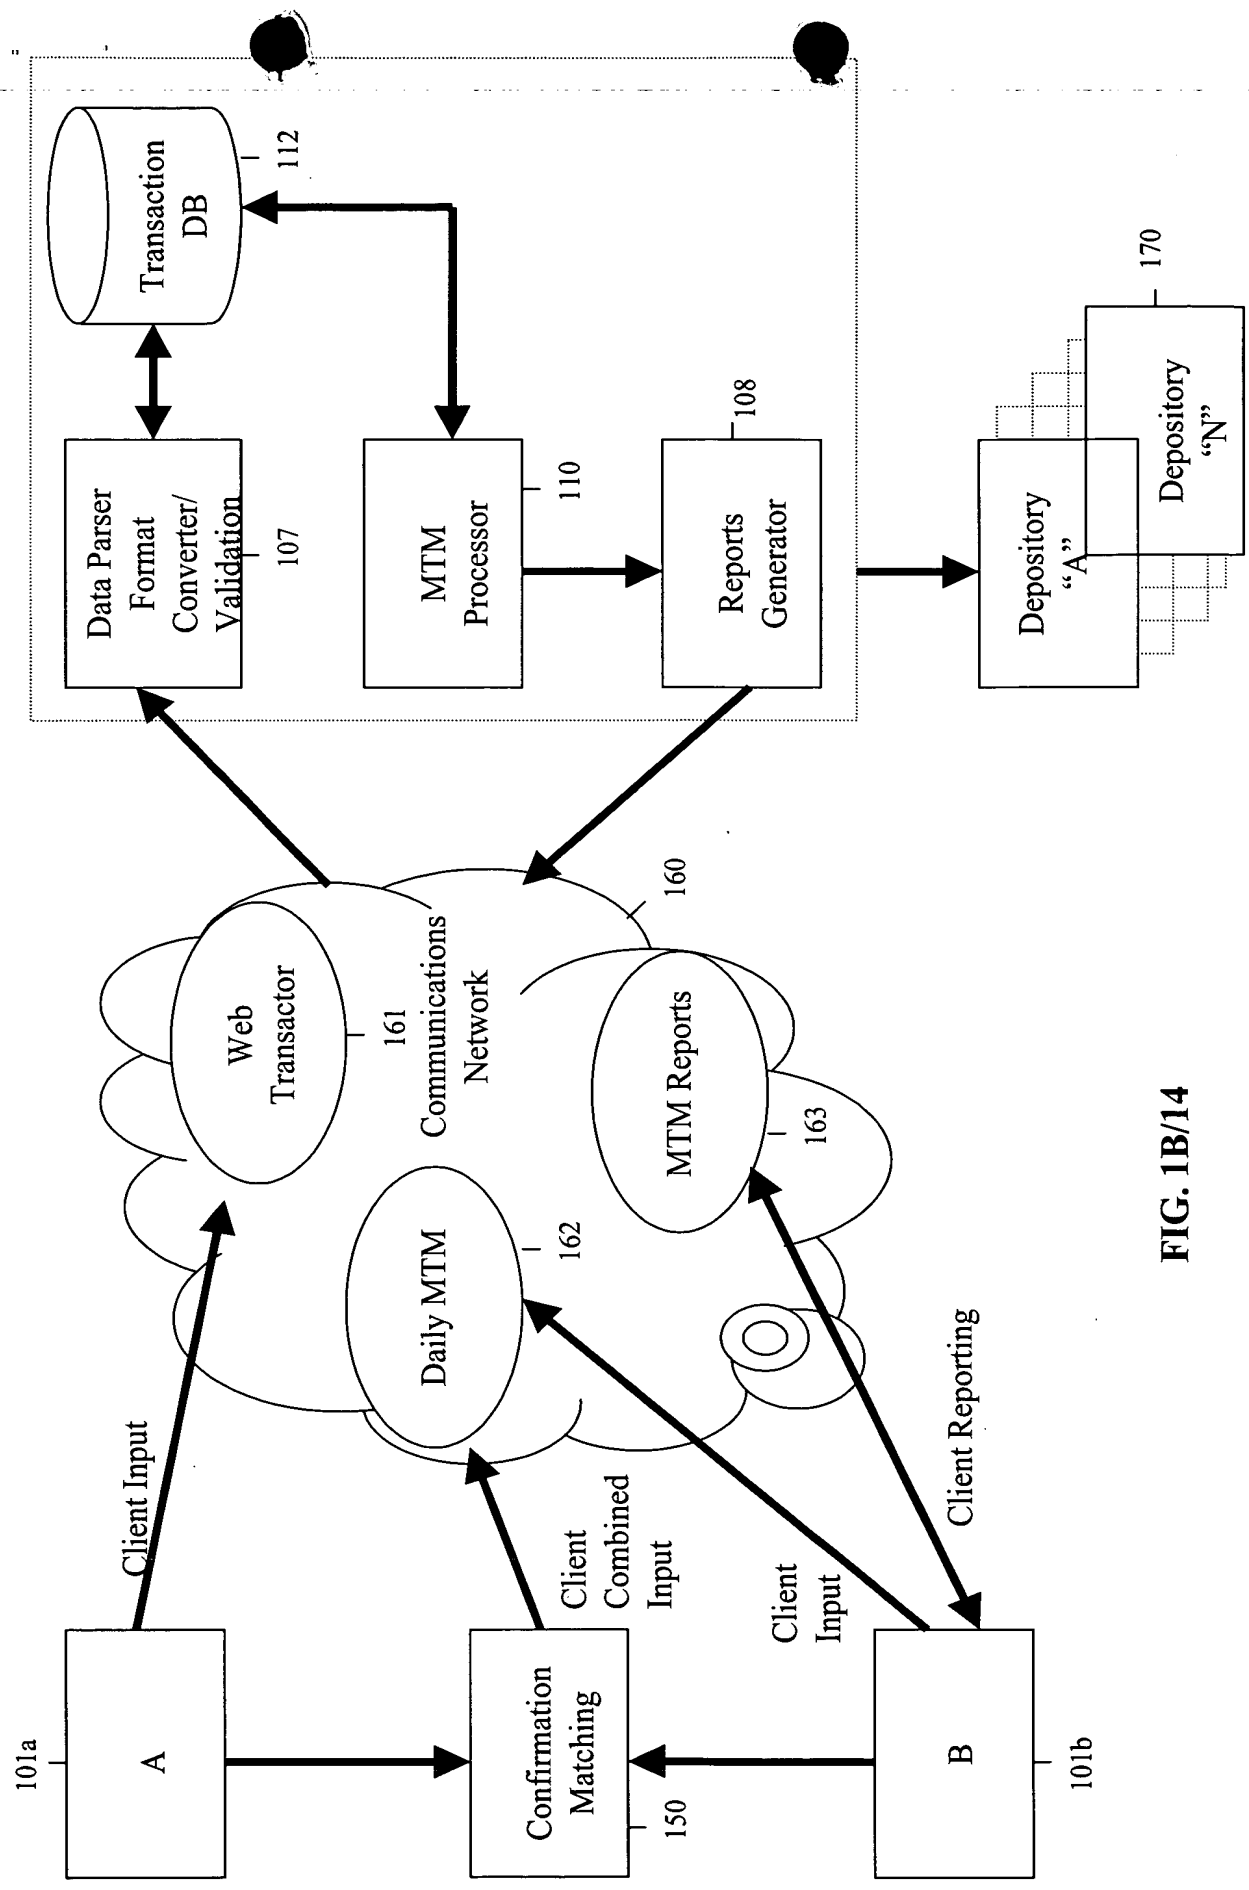 101a
A
Client Input
Web
Transactor
161
Data Parser
Format
Converter/
Validation
107
Transaction
DB
112
Confirmation
Matching
150
Client
Combined
Input
Daily MTM
162
Communications
Network
160
MTM
Processor
110
B
101b
Client
Input
Client Reporting
MTM Reports
163
Reports
Generator
108
Depository
“A”
Depository
“N”
170
FIG. 1B/14